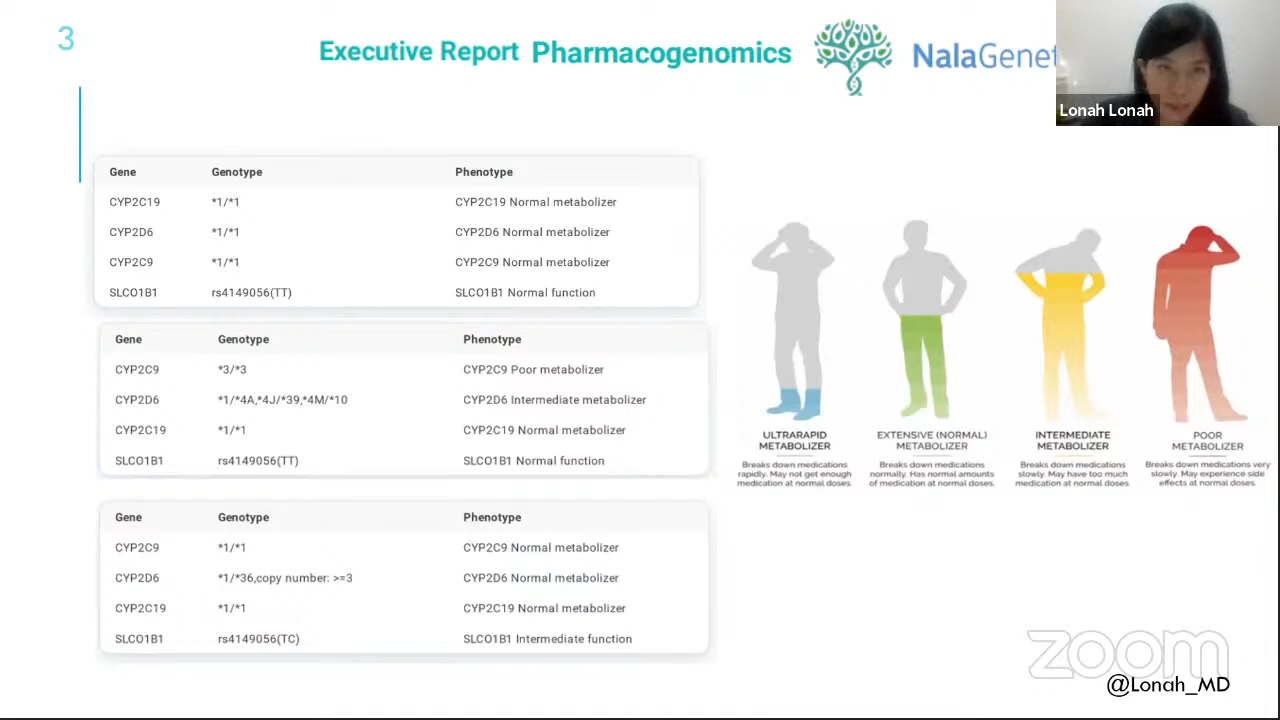 3
Executive Report Pharmacogenomics
NalaGenet
Lonah Lonah
Gene Genotype Phenotype
CYP2C19 *1/*1 CYP2C19 Normal metabolizer
CYP2D6 *1/*1 CYP2D6 Normal metabolizer
CYP2C9 *1/*1 CYP2C9 Normal metabolizer
SLCO1B1 rs4149056(TT) SLCO1B1 Normal function
Gene Genotype Phenotype
CYP2C9 *3/*3 CYP2C9 Poor metabolizer
CYP2D6 *1/*4A,*4J/*39,*4M/*10 CYP2D6 Intermediate metabolizer
CYP2C19 *1/*1 CYP2C19 Normal metabolizer
SLCO1B1 rs4149056(TT) SLCO1B1 Normal function
Gene Genotype Phenotype
CYP2C9 *1/*1 CYP2C9 Normal metabolizer
CYP2D6 *1/*36,copy number: >=3 CYP2D6 Normal metabolizer
CYP2C19 *1/*1 CYP2C19 Normal metabolizer
SLCO1B1 rs4149056(TC) SLCO1B1 Intermediate function
ULTRARAPID
METABOLIZER
Breaks down medications
rapidly. May not get enough
medication at normal doses.
EXTENSIVE (NORMAL)
METABOLIZER
Breaks down medications
normally. Has normal amounts
of medication at normal doses.
INTERMEDIATE
METABOLIZER
Breaks down medications
slowly. May have too much
medication at normal doses.
POOR
METABOLIZER
Breaks down medications very
slowly. May experience side
effects at normal doses.
zoom
@Lonah_MD